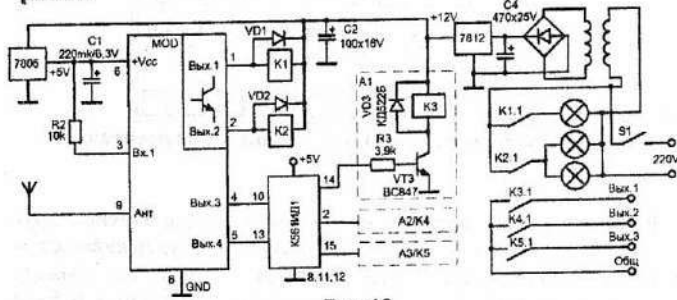 C4
470x25V
+12V
7812
VD1
C2
100x16V
MOD
C1
220mk/6,3V
7805
+5V
+Vcc
6
Вых.1
1
K1
VD2
Вых.2
2
K2
A1
VD3
КД522Б
K3
R2
10k
3
Вх.1
R3
3,9k
VT3
BC847
+5V
14
9
Ант
Вых.3
4
10
К561ИД1
2
A2/K4
Вых.4
5
13
15
A3/K5
8
GND
8,11,12
K1.1
S1
K2.1
220V
K3.1
Вых.1
K4.1
Вых.2
K5.1
Вых.3
Общ